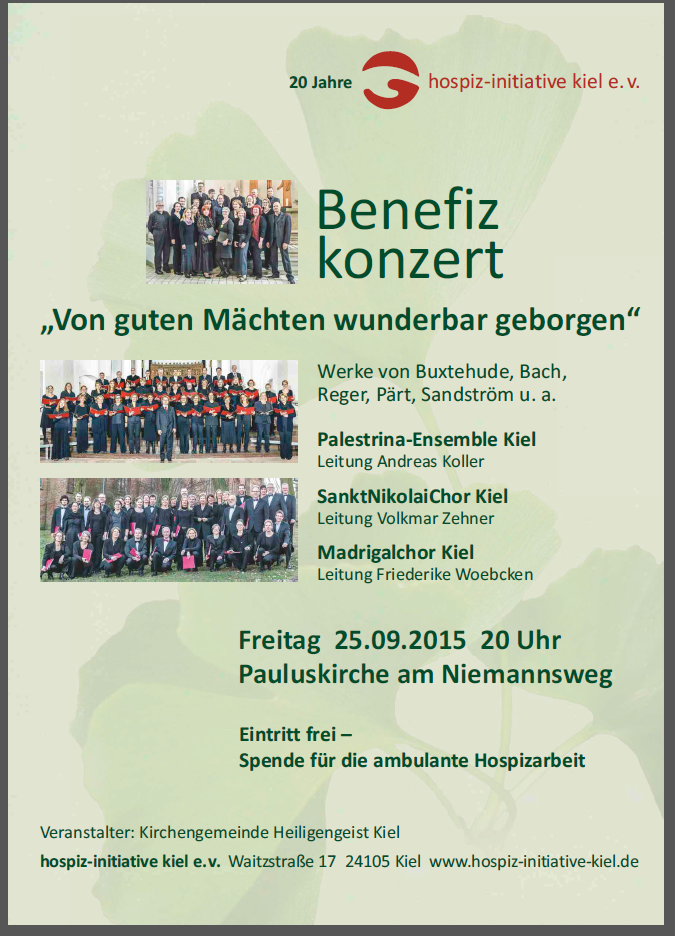 20 Jahre hospiz-initiative kiel e. v.
Benefiz
konzert
„Von guten Mächten wunderbar geborgen“
Werke von Buxtehude, Bach,
Reger, Pärt, Sandström u. a.
Palestrina-Ensemble Kiel
Leitung Andreas Koller
SanktNikolaiChor Kiel
Leitung Volkmar Zehner
Madrigalchor Kiel
Leitung Friederike Woebcken
Freitag 25.09.2015 20 Uhr
Pauluskirche am Niemannsweg
Eintritt frei –
Spende für die ambulante Hospizarbeit
Veranstalter: Kirchengemeinde Heiligengeist Kiel
hospiz-initiative kiel e. v. Waitzstraße 17 24105 Kiel www.hospiz-initiative-kiel.de